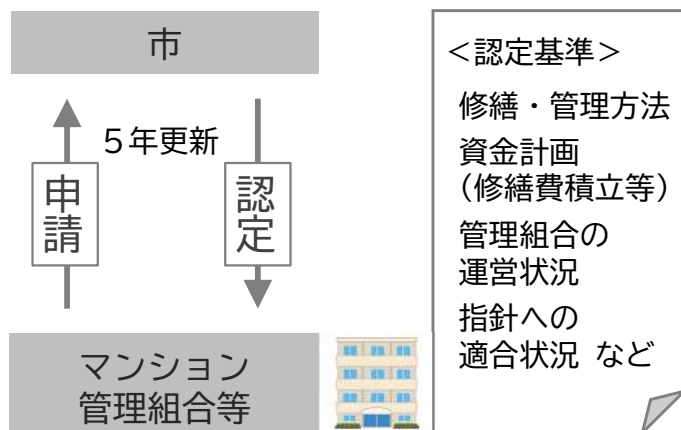 市
５年更新
申請
認定
マンション
管理組合等
＜認定基準＞
修繕・管理方法
資金計画
（修繕費積立等）
管理組合の
運営状況
指針への
適合状況 など